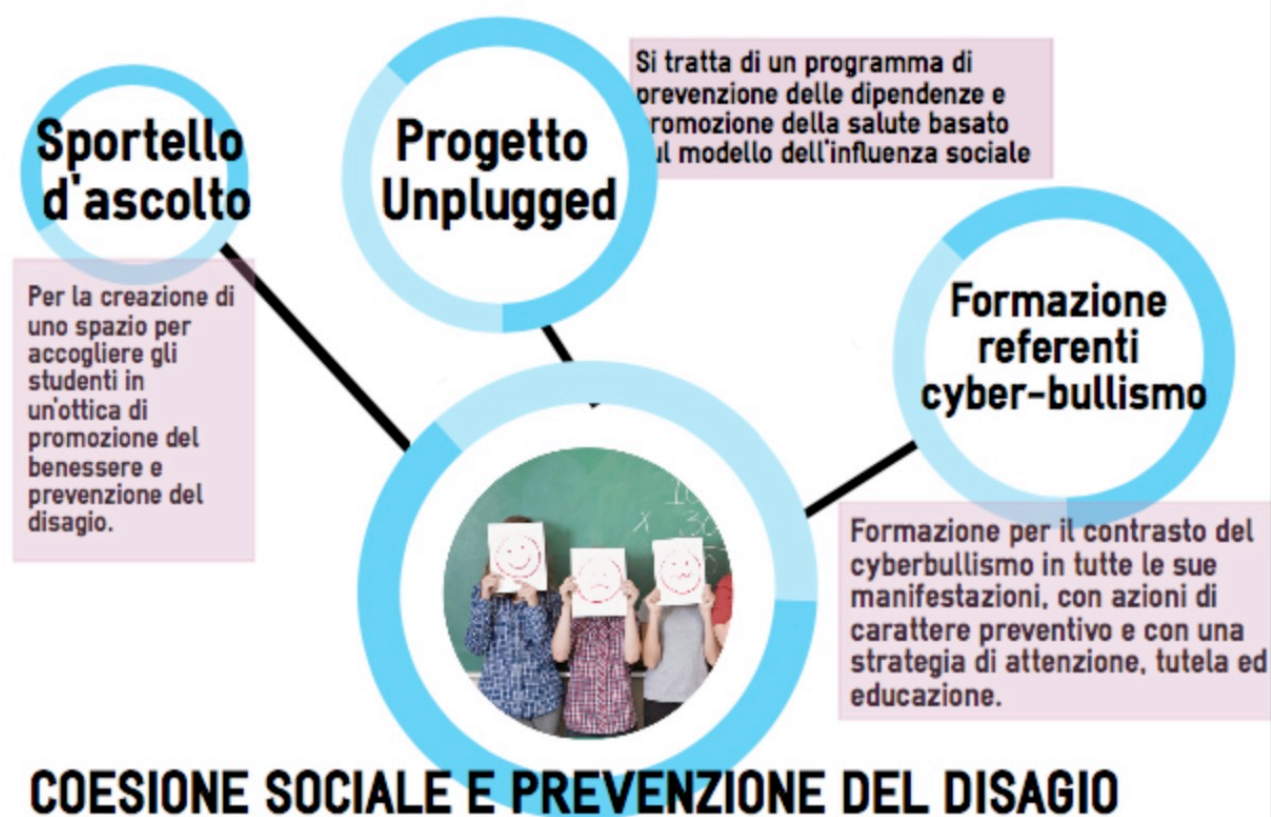 Sportello
d'ascolto
Per la creazione di
uno spazio per
accogliere gli
studenti in
un'ottica di
promozione del
benessere e
prevenzione del
disagio.
Progetto
Unplugged
Si tratta di un programma di
prevenzione delle dipendenze e
promozione della salute basato
sul modello dell'influenza sociale
Formazione
referenti
cyber-bullismo
Formazione per il contrasto del
cyberbullismo in tutte le sue
manifestazioni, con azioni di
carattere preventivo e con una
strategia di attenzione, tutela ed
educazione.
COESIONE SOCIALE E PREVENZIONE DEL DISAGIO